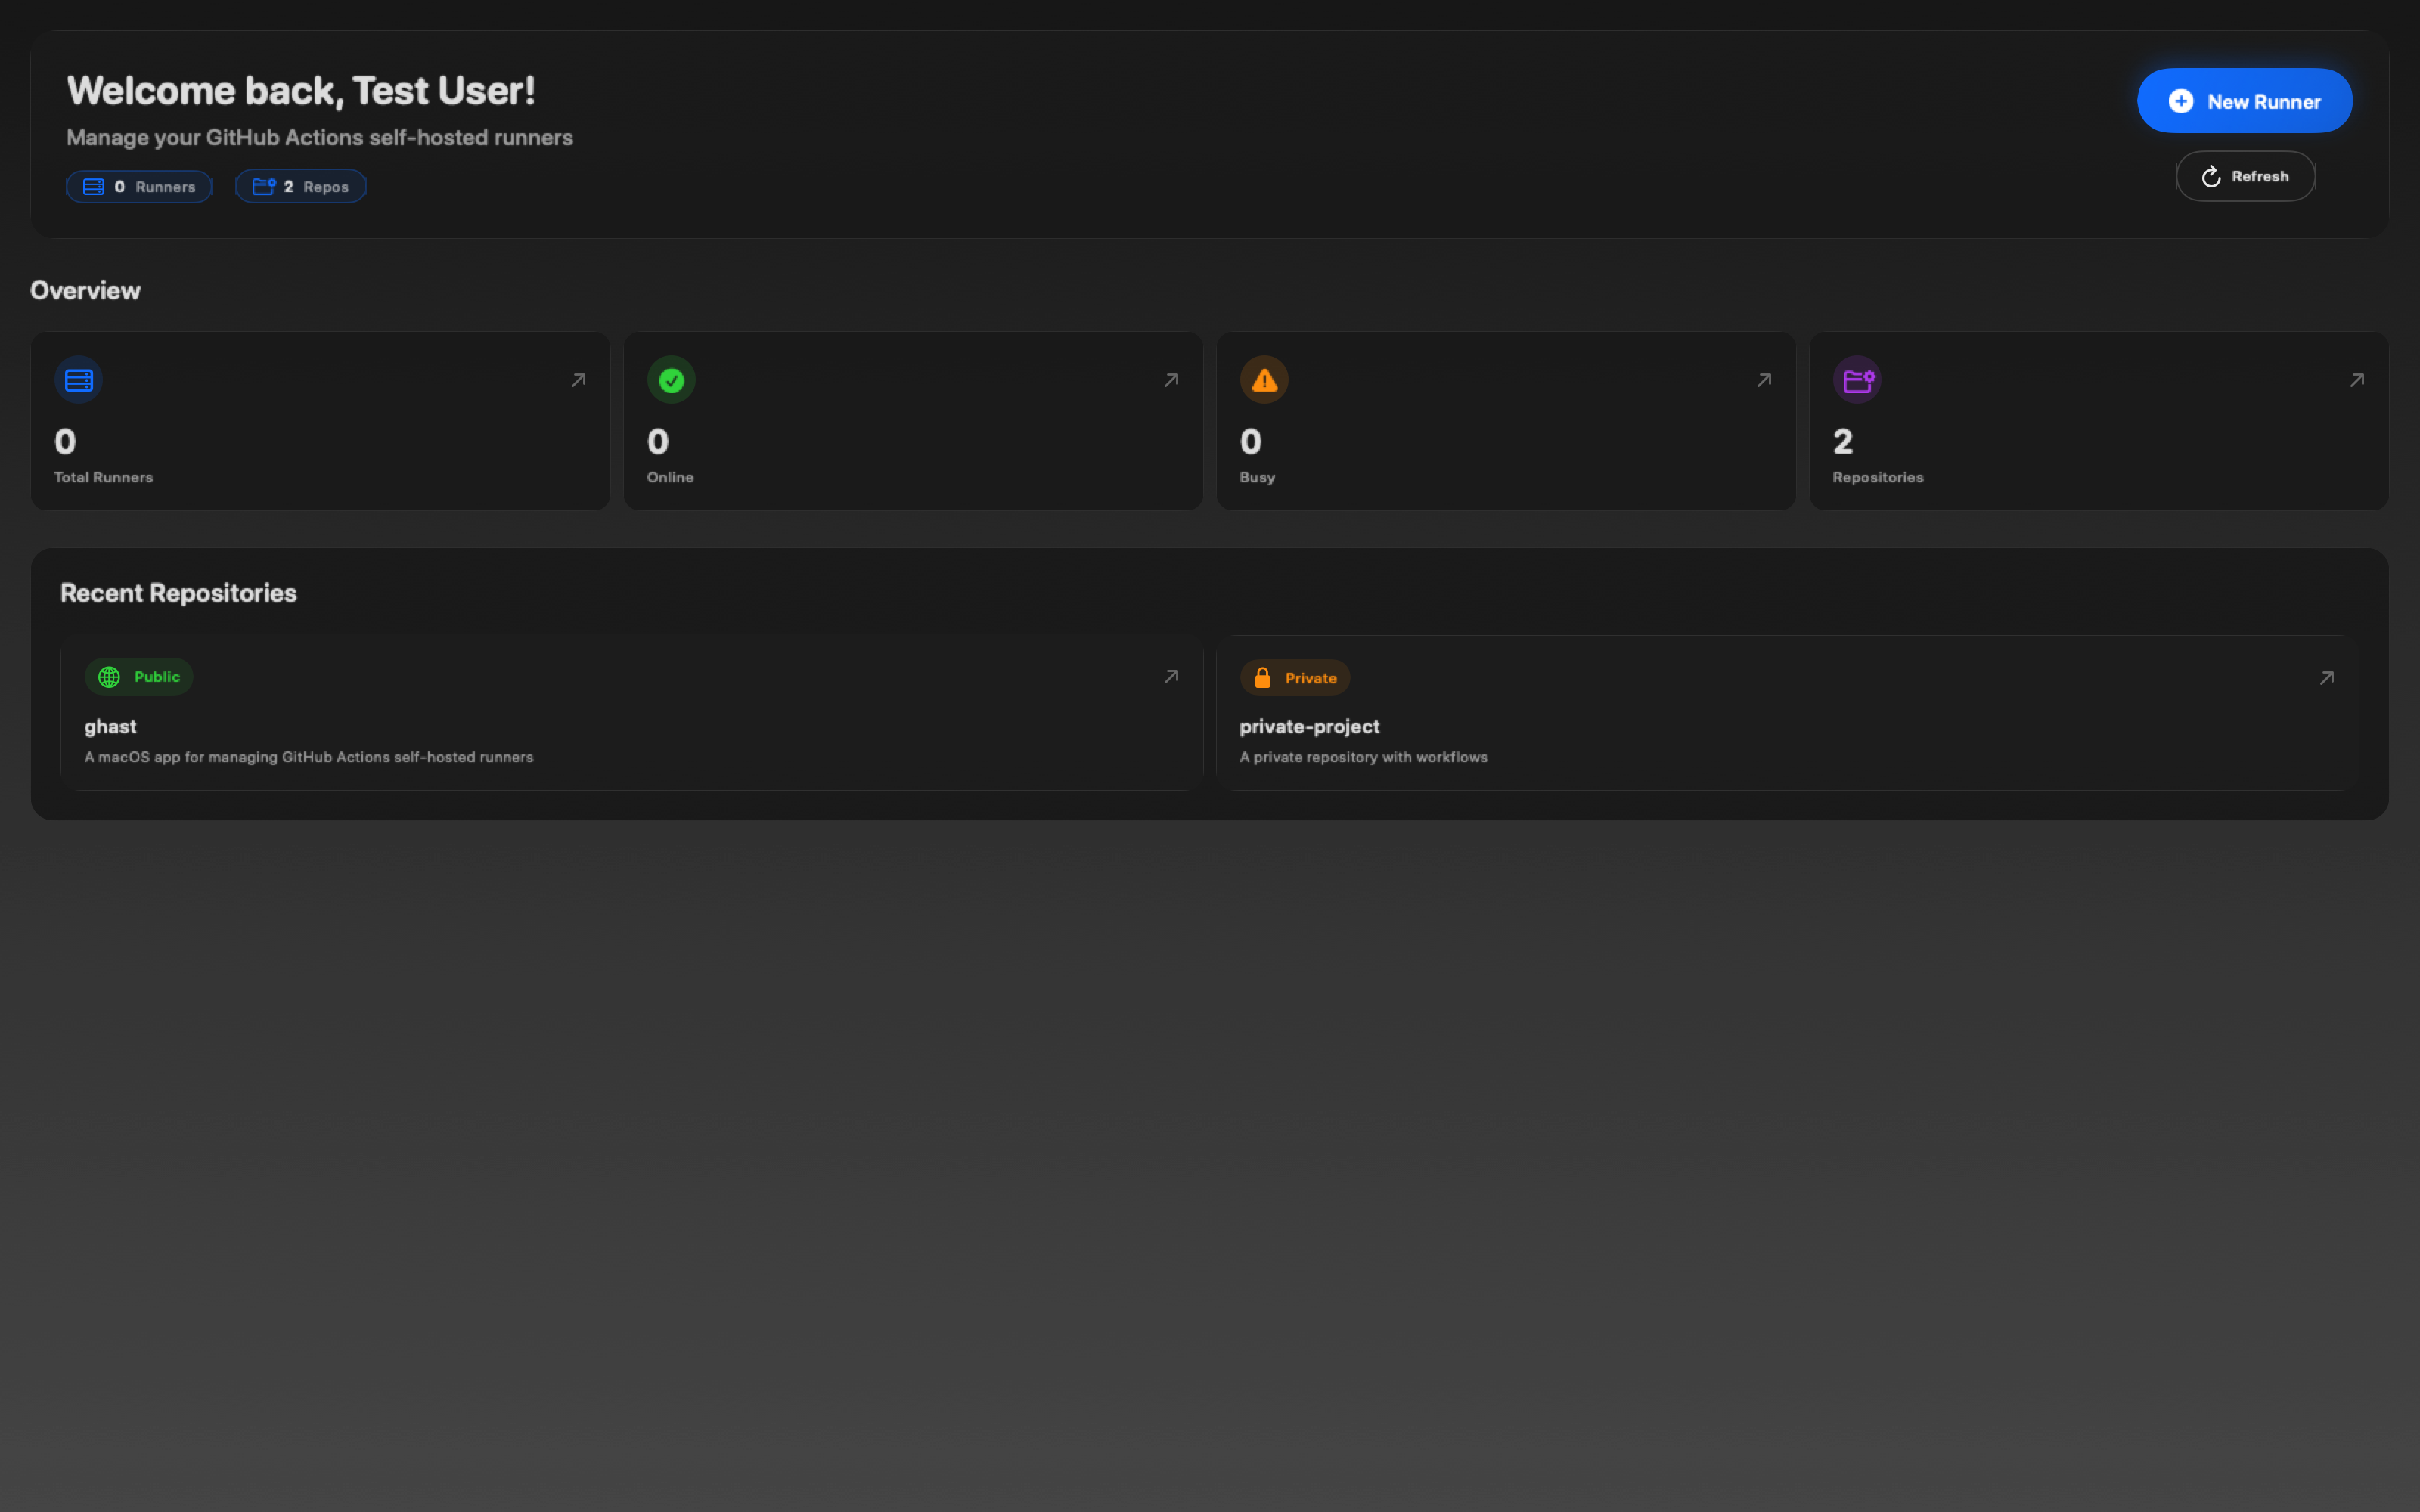 Welcome back, Test User!
Manage your GitHub Actions self-hosted runners
0 Runners
2 Repos
New Runner
Refresh
Overview
0
Total Runners
0
Online
0
Busy
2
Repositories
Recent Repositories
Public
ghast
A macOS app for managing GitHub Actions self-hosted runners
Private
private-project
A private repository with workflows